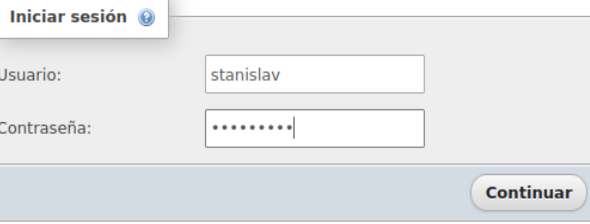 Iniciar sesión
Usuario: stanislav
Contraseña: •••••••••
Continuar